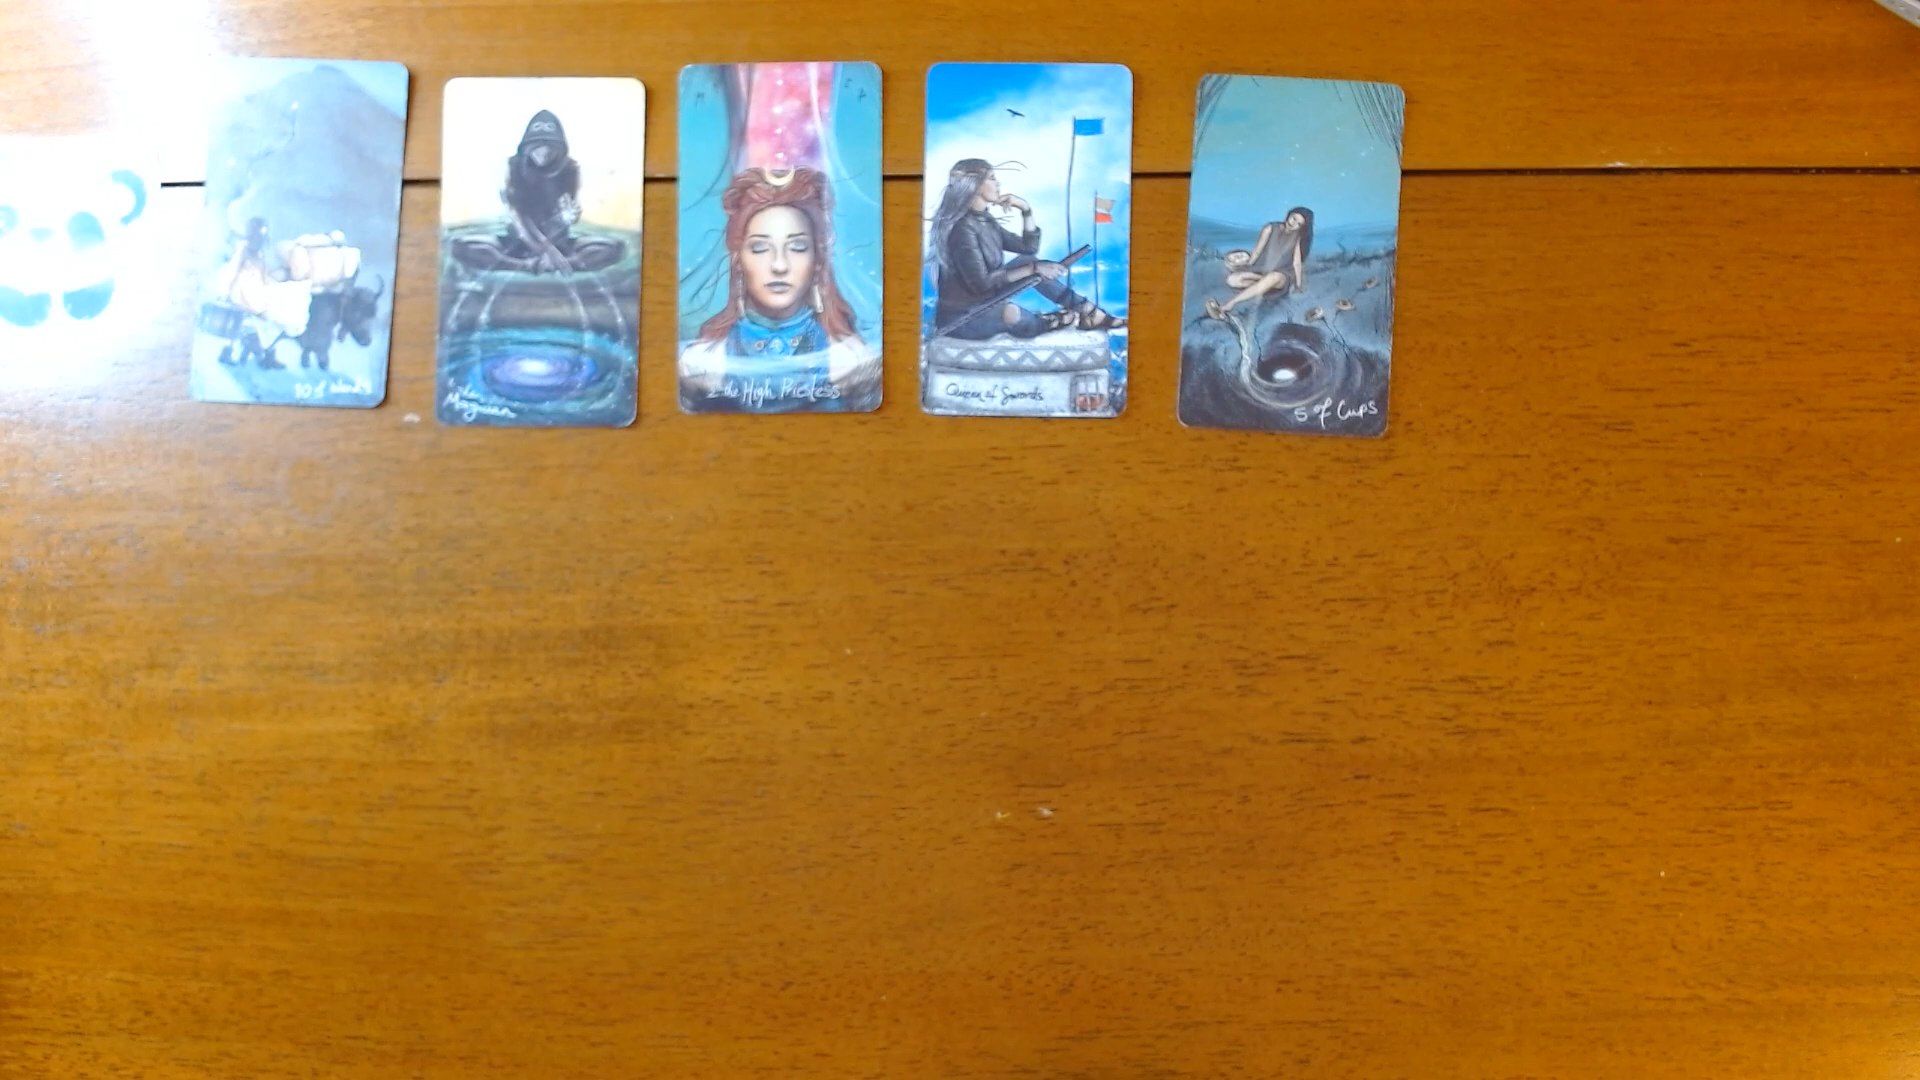 10 of Wands
The
Magician
2 the High Priestess
Queen of Swords
5 of Cups